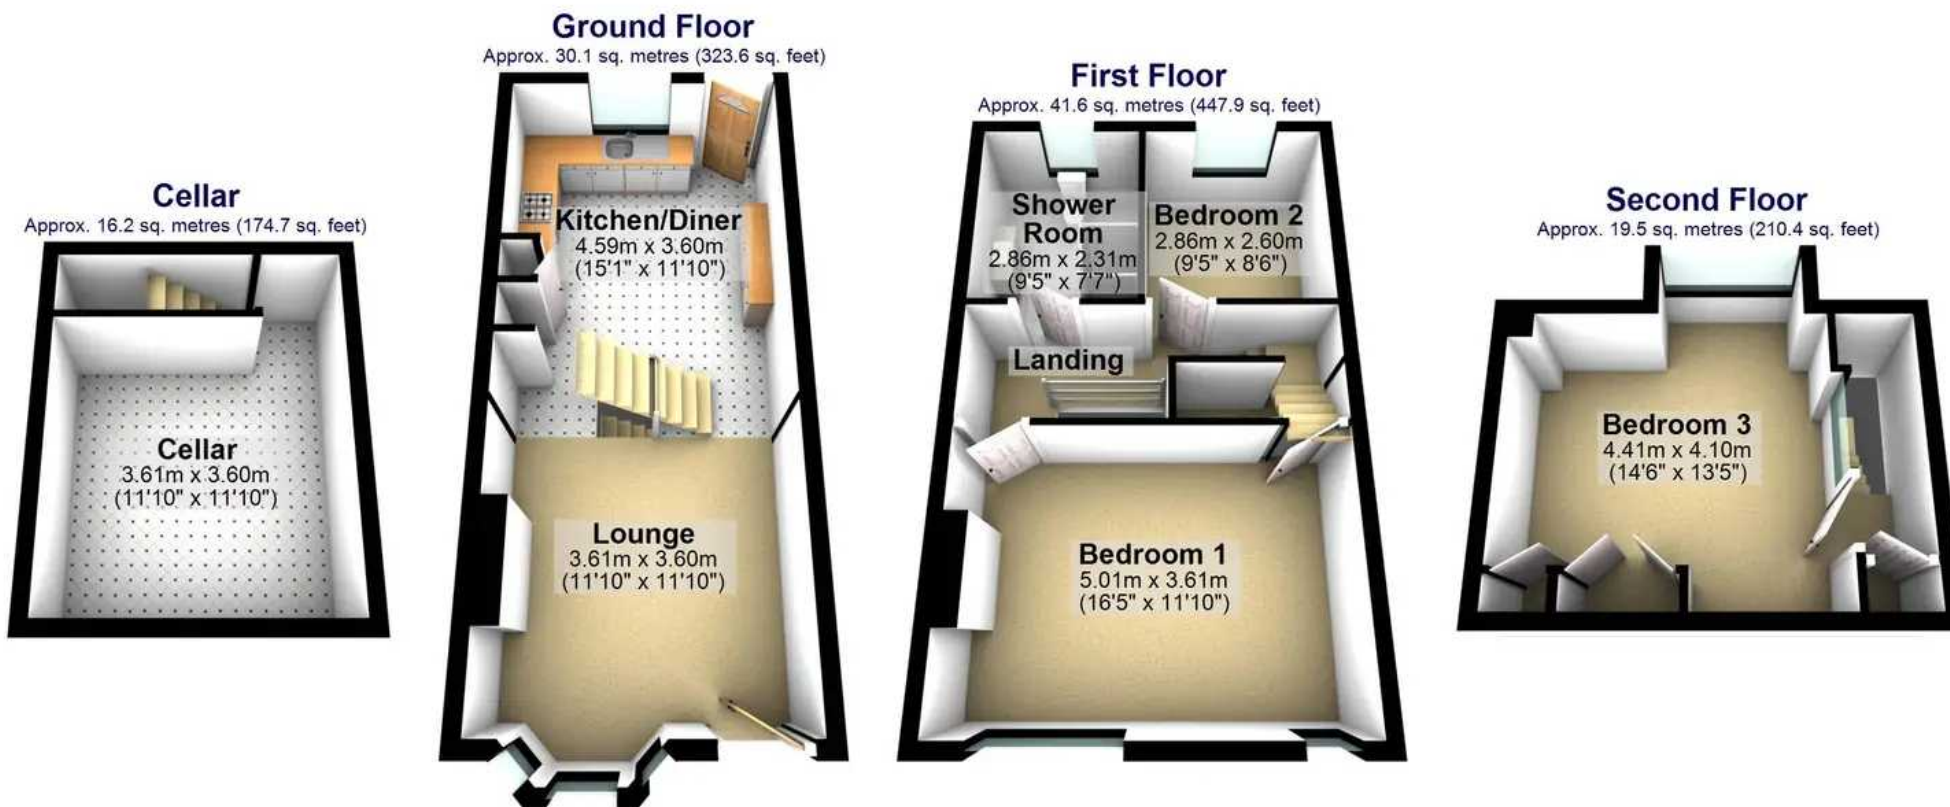 Cellar
Approx. 16.2 sq. metres (174.7 sq. feet)
Cellar
3.61m x 3.60m
(11'10" x 11'10")
Ground Floor
Approx. 30.1 sq. metres (323.6 sq. feet)
Kitchen/Diner
4.59m x 3.60m
(15'1" x 11'10")
Lounge
3.61m x 3.60m
(11'10" x 11'10")
First Floor
Approx. 41.6 sq. metres (447.9 sq. feet)
Shower
Room
2.86m x 2.31m
(9'5" x 7'7")
Bedroom 2
2.86m x 2.60m
(9'5" x 8'6")
Landing
Bedroom 1
5.01m x 3.61m
(16'5" x 11'10")
Second Floor
Approx. 19.5 sq. metres (210.4 sq. feet)
Bedroom 3
4.41m x 4.10m
(14'6" x 13'5")